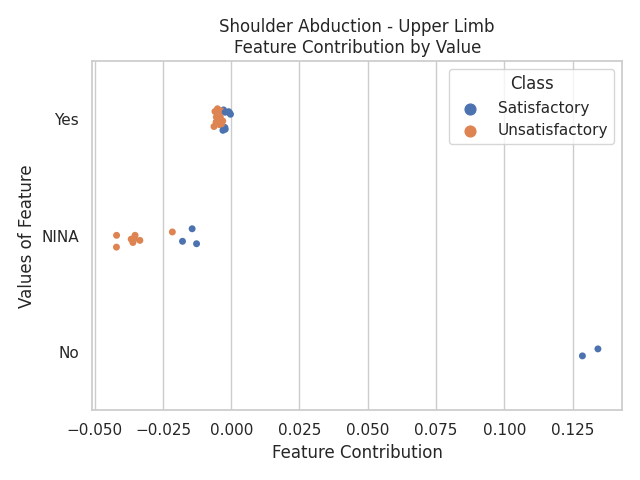 Shoulder Abduction - Upper Limb
Feature Contribution by Value
Class
Satisfactory
Unsatisfactory
Yes
NINA
No
Values of Feature
−0.050 −0.025 0.000 0.025 0.050 0.075 0.100 0.125
Feature Contribution